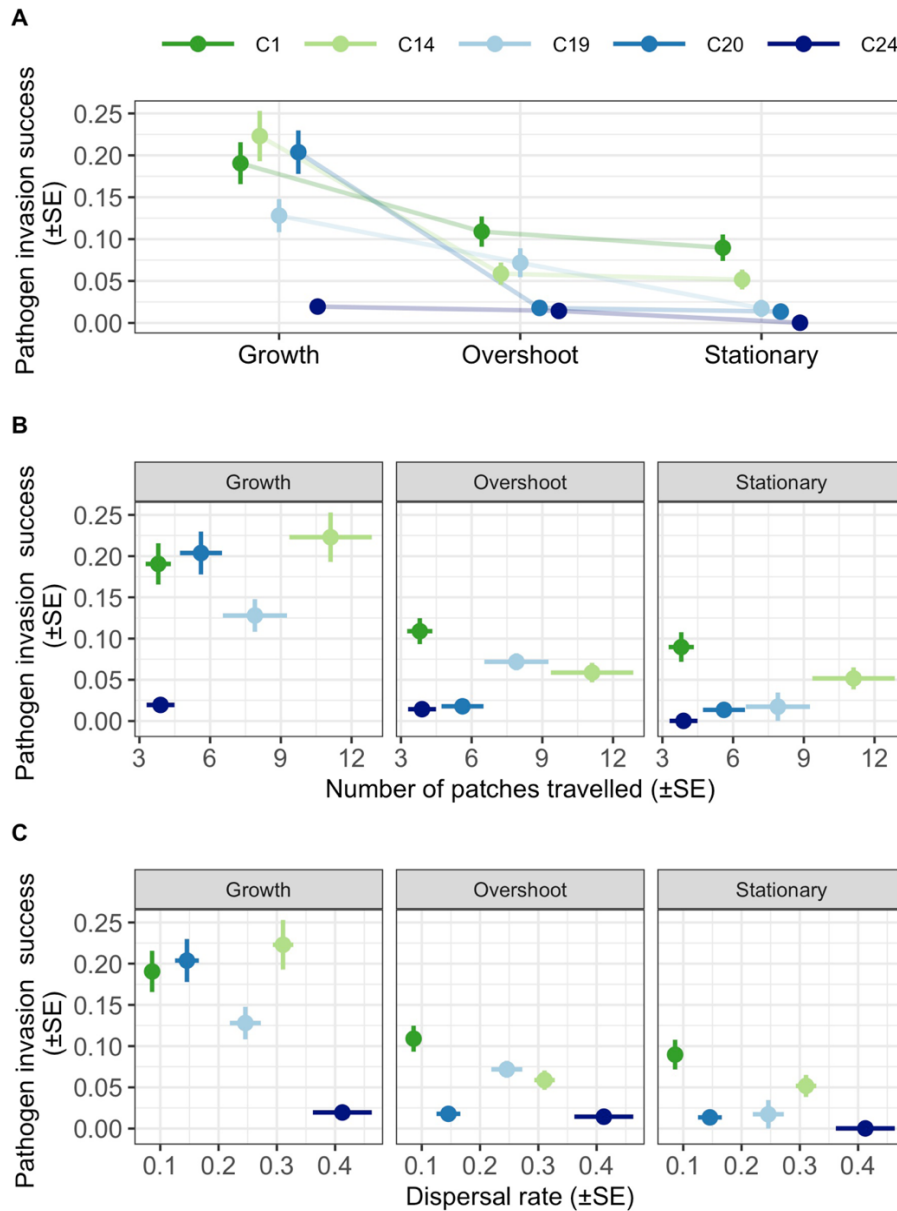 A
C1 C14 C19 C20 C24
Pathogen invasion success
(±SE)
0.25
0.20
0.15
0.10
0.05
0.00
Growth Overshoot Stationary
B
Growth Overshoot Stationary
Pathogen invasion success
(±SE)
0.25
0.20
0.15
0.10
0.05
0.00
3 6 9 12 3 6 9 12 3 6 9 12
Number of patches travelled (±SE)
C
Growth Overshoot Stationary
Pathogen invasion success
(±SE)
0.25
0.20
0.15
0.10
0.05
0.00
0.1 0.2 0.3 0.4 0.1 0.2 0.3 0.4 0.1 0.2 0.3 0.4
Dispersal rate (±SE)